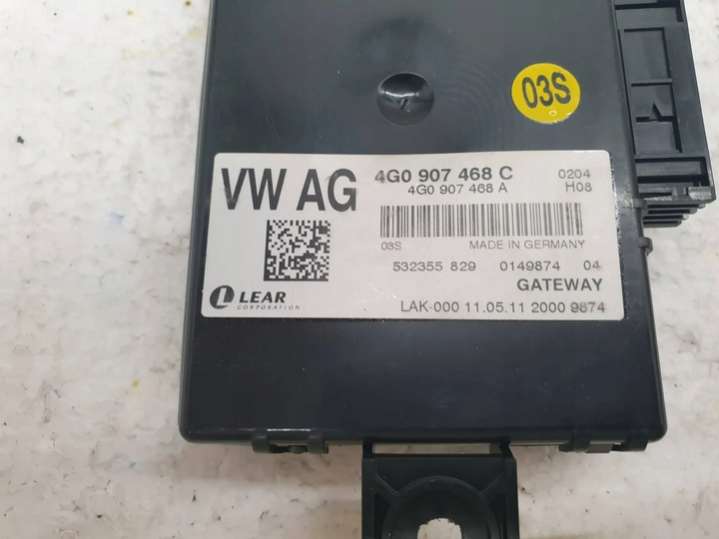 03S
VW AG
4G0 907 468 C 0204
4G0 907 468 A H08
03S MADE IN GERMANY
532355 829 0149874 04
GATEWAY
LEAR
CORPORATION
LAK-000 11.05.11 2000 9874